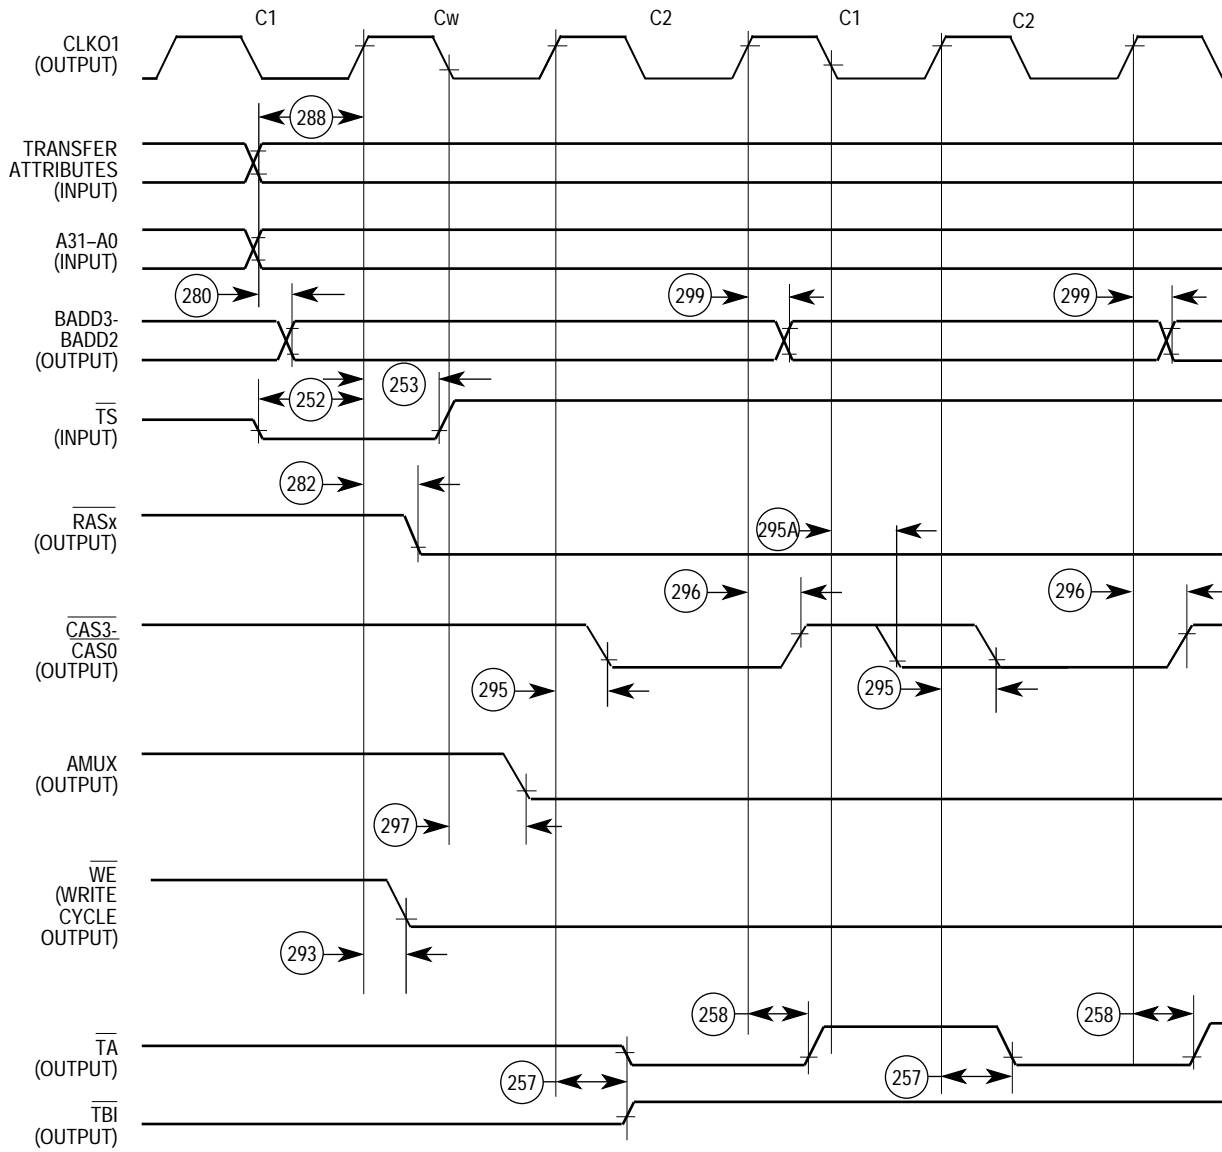 C1 Cw C2 C1 C2
CLKO1
(OUTPUT)
288
TRANSFER
ATTRIBUTES
(INPUT)
A31–A0
(INPUT)
280 299 299
BADD3-
BADD2
(OUTPUT)
252 253
TS
(INPUT)
282
RASx
(OUTPUT)
295A
296 296
CAS3-
CAS0
(OUTPUT)
295 295
AMUX
(OUTPUT)
297
WE
(WRITE
CYCLE
OUTPUT)
293
258 258
TA
(OUTPUT)
257 257
TBI
(OUTPUT)